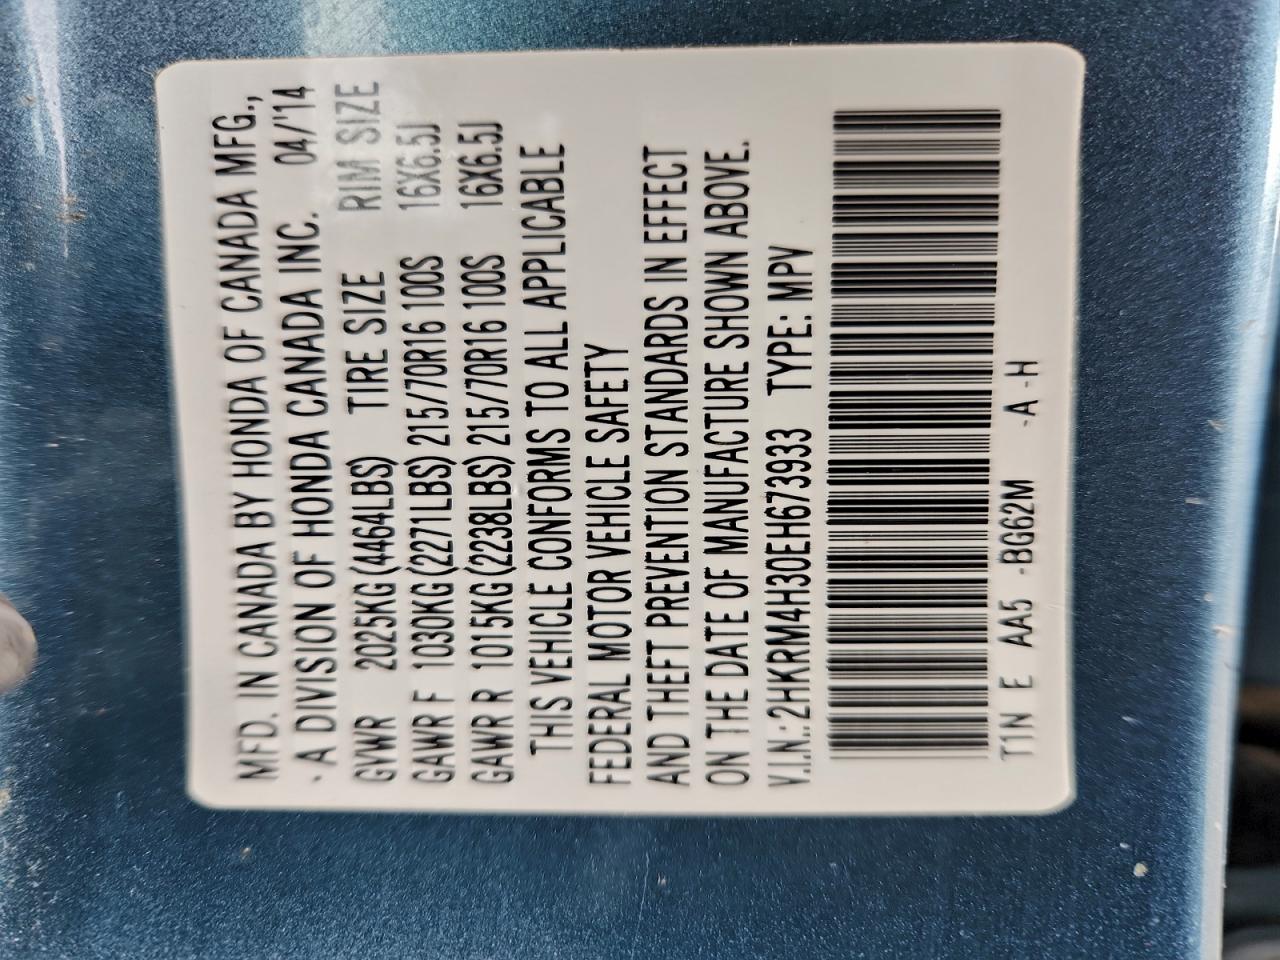 MFD. IN CANADA BY HONDA OF CANADA MFG.,
A DIVISION OF HONDA CANADA INC. 04/'14
GVWR 2025KG (4464LBS) TIRE SIZE RIM SIZE
GAWR F 1030KG (2271LBS) 215/70R16 100S 16X6.5J
GAWR R 1015KG (2238LBS) 215/70R16 100S 16X6.5J
THIS VEHICLE CONFORMS TO ALL APPLICABLE
FEDERAL MOTOR VEHICLE SAFETY
AND THEFT PREVENTION STANDARDS IN EFFECT
ON THE DATE OF MANUFACTURE SHOWN ABOVE.
V.I.N.: 2HKRM4H30EH673933 TYPE: MPV
T1N E AA5 -BG62M -A-H